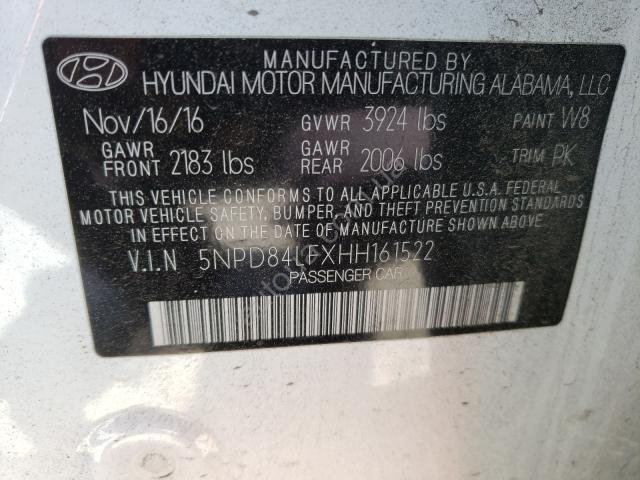 MANUFACTURED BY
HYUNDAI MOTOR MANUFACTURING ALABAMA, LLC
Nov/16/16 GVWR 3924 lbs PAINT W8
GAWR FRONT 2183 lbs GAWR REAR 2006 lbs TRIM PK
THIS VEHICLE CONFORMS TO ALL APPLICABLE U.S.A. FEDERAL
MOTOR VEHICLE SAFETY, BUMPER, AND THEFT PREVENTION STANDARDS
IN EFFECT ON THE DATE OF MANUFACTURE SHOWN ABOVE.
V.I.N 5NPD84LFXHH161522
PASSENGER CAR